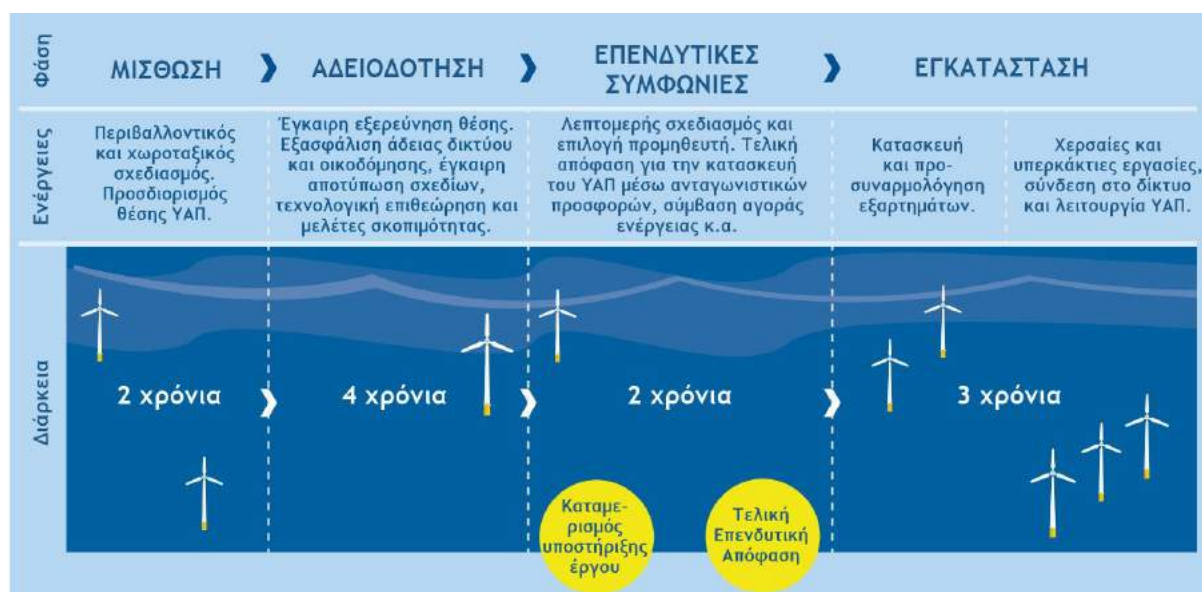 Φάση
ΜΙΣΘΩΣΗ
ΑΔΕΙΟΔΟΤΗΣΗ
ΕΠΕΝΔΥΤΙΚΕΣ
ΣΥΜΦΩΝΙΕΣ
ΕΓΚΑΤΑΣΤΑΣΗ
Ενέργειες
Περιβαλλοντικός
και χωροταξικός
σχεδιασμός.
Προσδιορισμός
θέσης ΥΑΠ.
Έγκαιρη εξερεύνηση θέσης.
Εξασφάλιση άδειας δικτύου
και οικοδόμησης, έγκαιρη
αποτύπωση σχεδίων,
τεχνολογική επιθεώρηση και
μελέτες σκοπιμότητας.
Λεπτομερής σχεδιασμός και
επιλογή προμηθευτή. Τελική
απόφαση για την κατασκευή
του ΥΑΠ μέσω ανταγωνιστικών
προσφορών, σύμβαση αγοράς
ενέργειας κ.α.
Κατασκευή
και προ-
συναρμολόγηση
εξαρτημάτων.
Χερσαίες και
υπεράκτιες εργασίες,
σύνδεση στο δίκτυο
και λειτουργία ΥΑΠ.
Διάρκεια
2 χρόνια
4 χρόνια
2 χρόνια
3 χρόνια
Καταμε-
ρισμός
υποστήριξης
έργου
Τελική
Επενδυτική
Απόφαση